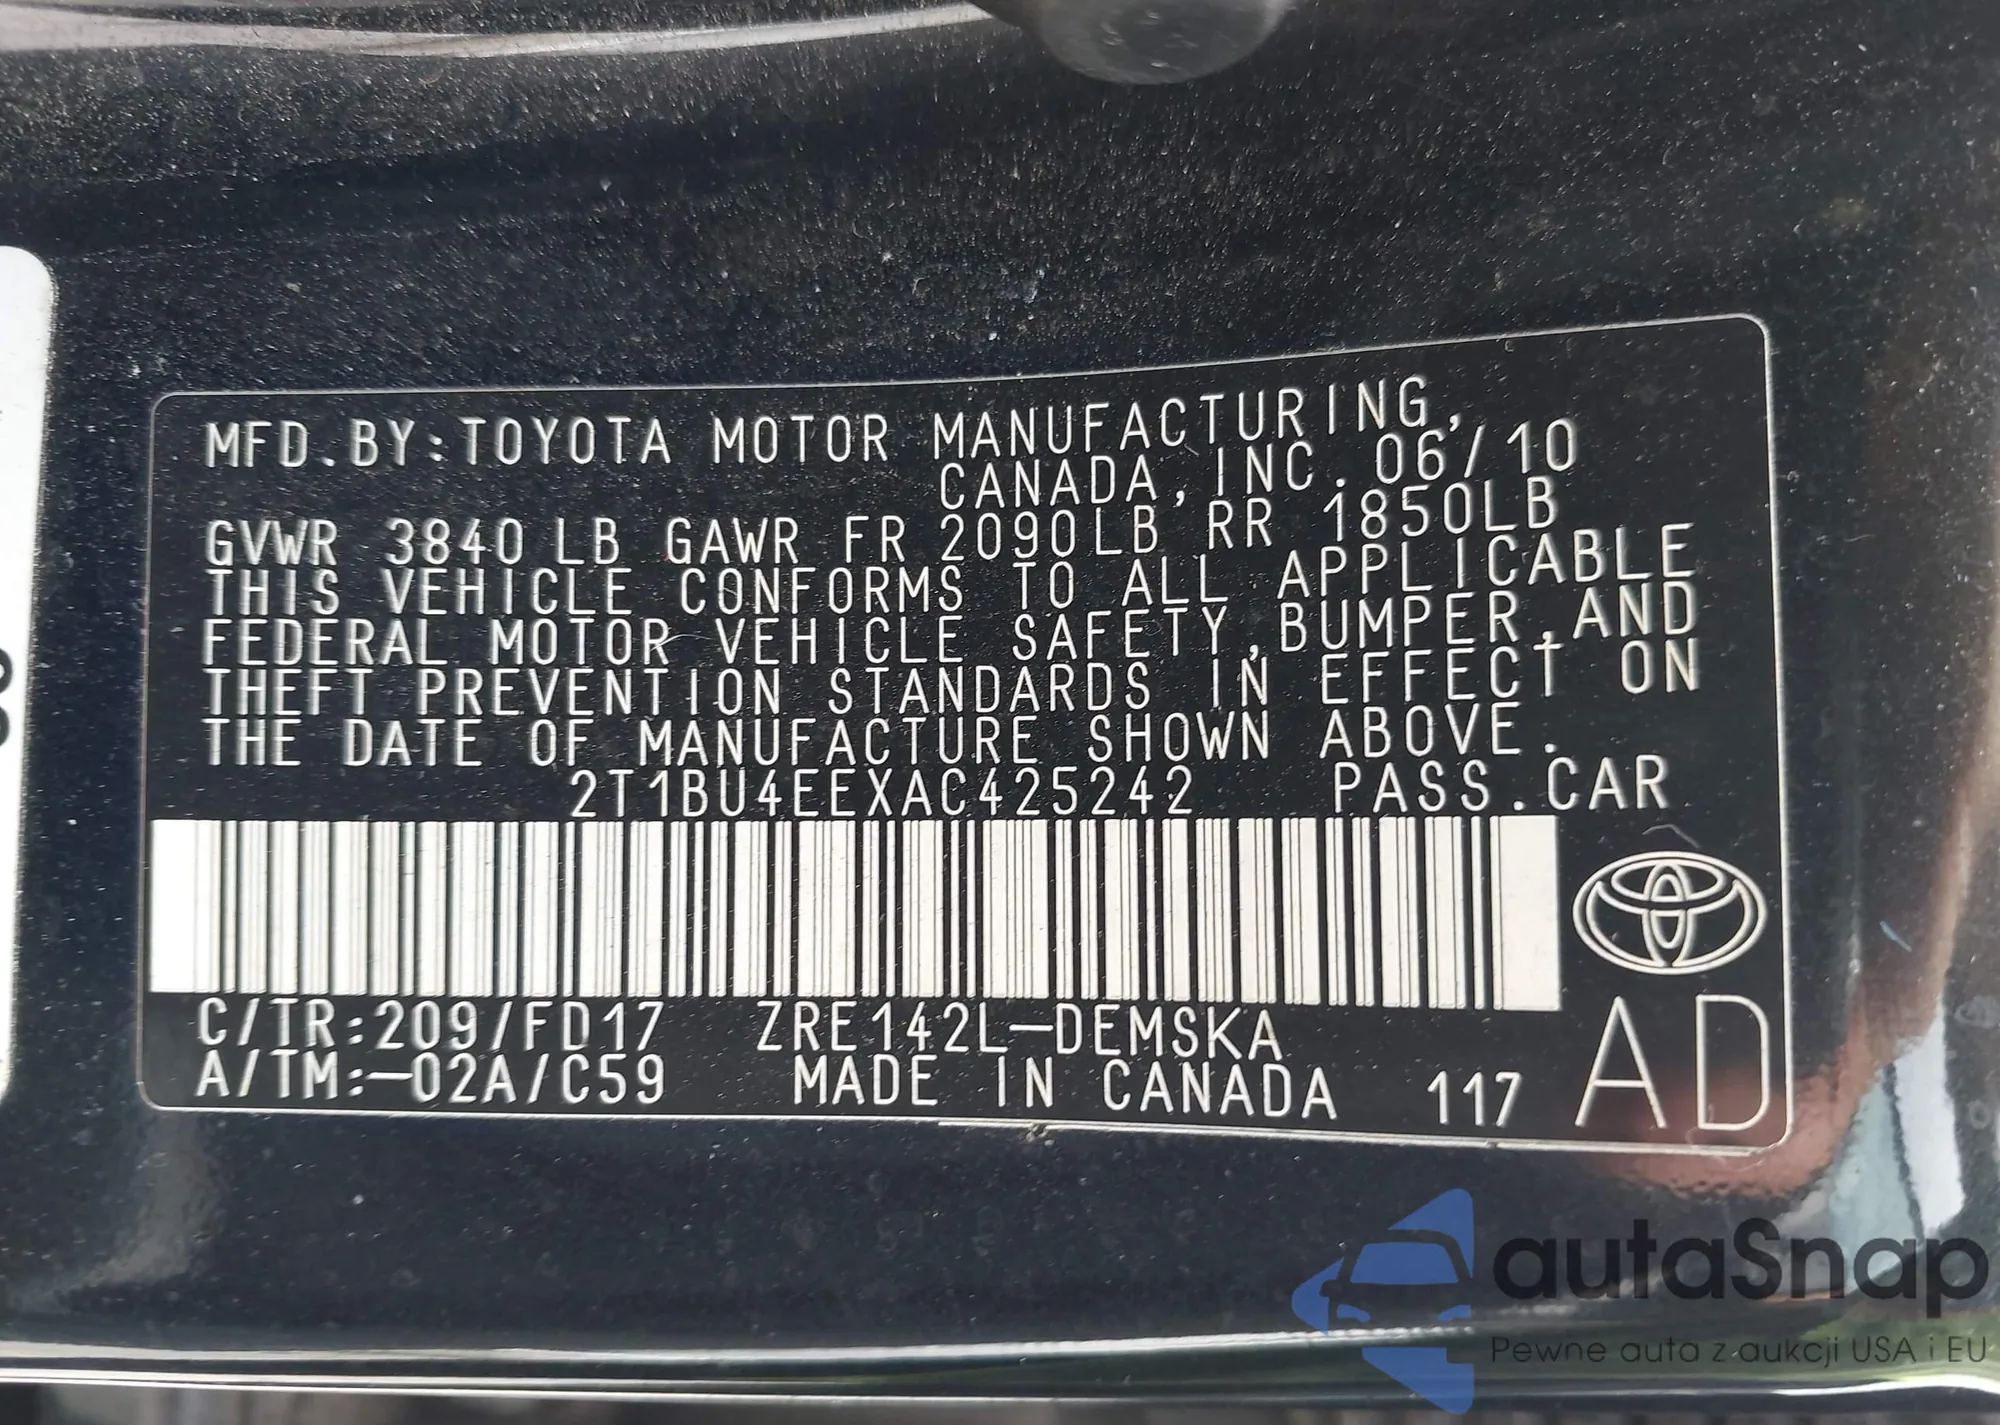 MFD.BY:TOYOTA MOTOR MANUFACTURING,
CANADA, INC. 06/10
GVWR 3840 LB GAWR FR 2090LB RR 1850LB
THIS VEHICLE CONFORMS TO ALL APPLICABLE
FEDERAL MOTOR VEHICLE SAFETY,BUMPER,AND
THEFT PREVENTION STANDARDS IN EFFECT ON
THE DATE OF MANUFACTURE SHOWN ABOVE.
2T1BU4EEXAC425242 PASS.CAR
C/TR:209/FD17 ZRE142L-DEMSKA
A/TM:-02A/C59 MADE IN CANADA 117 AD
autaSnap
Pewne auta z aukcji USA i EU